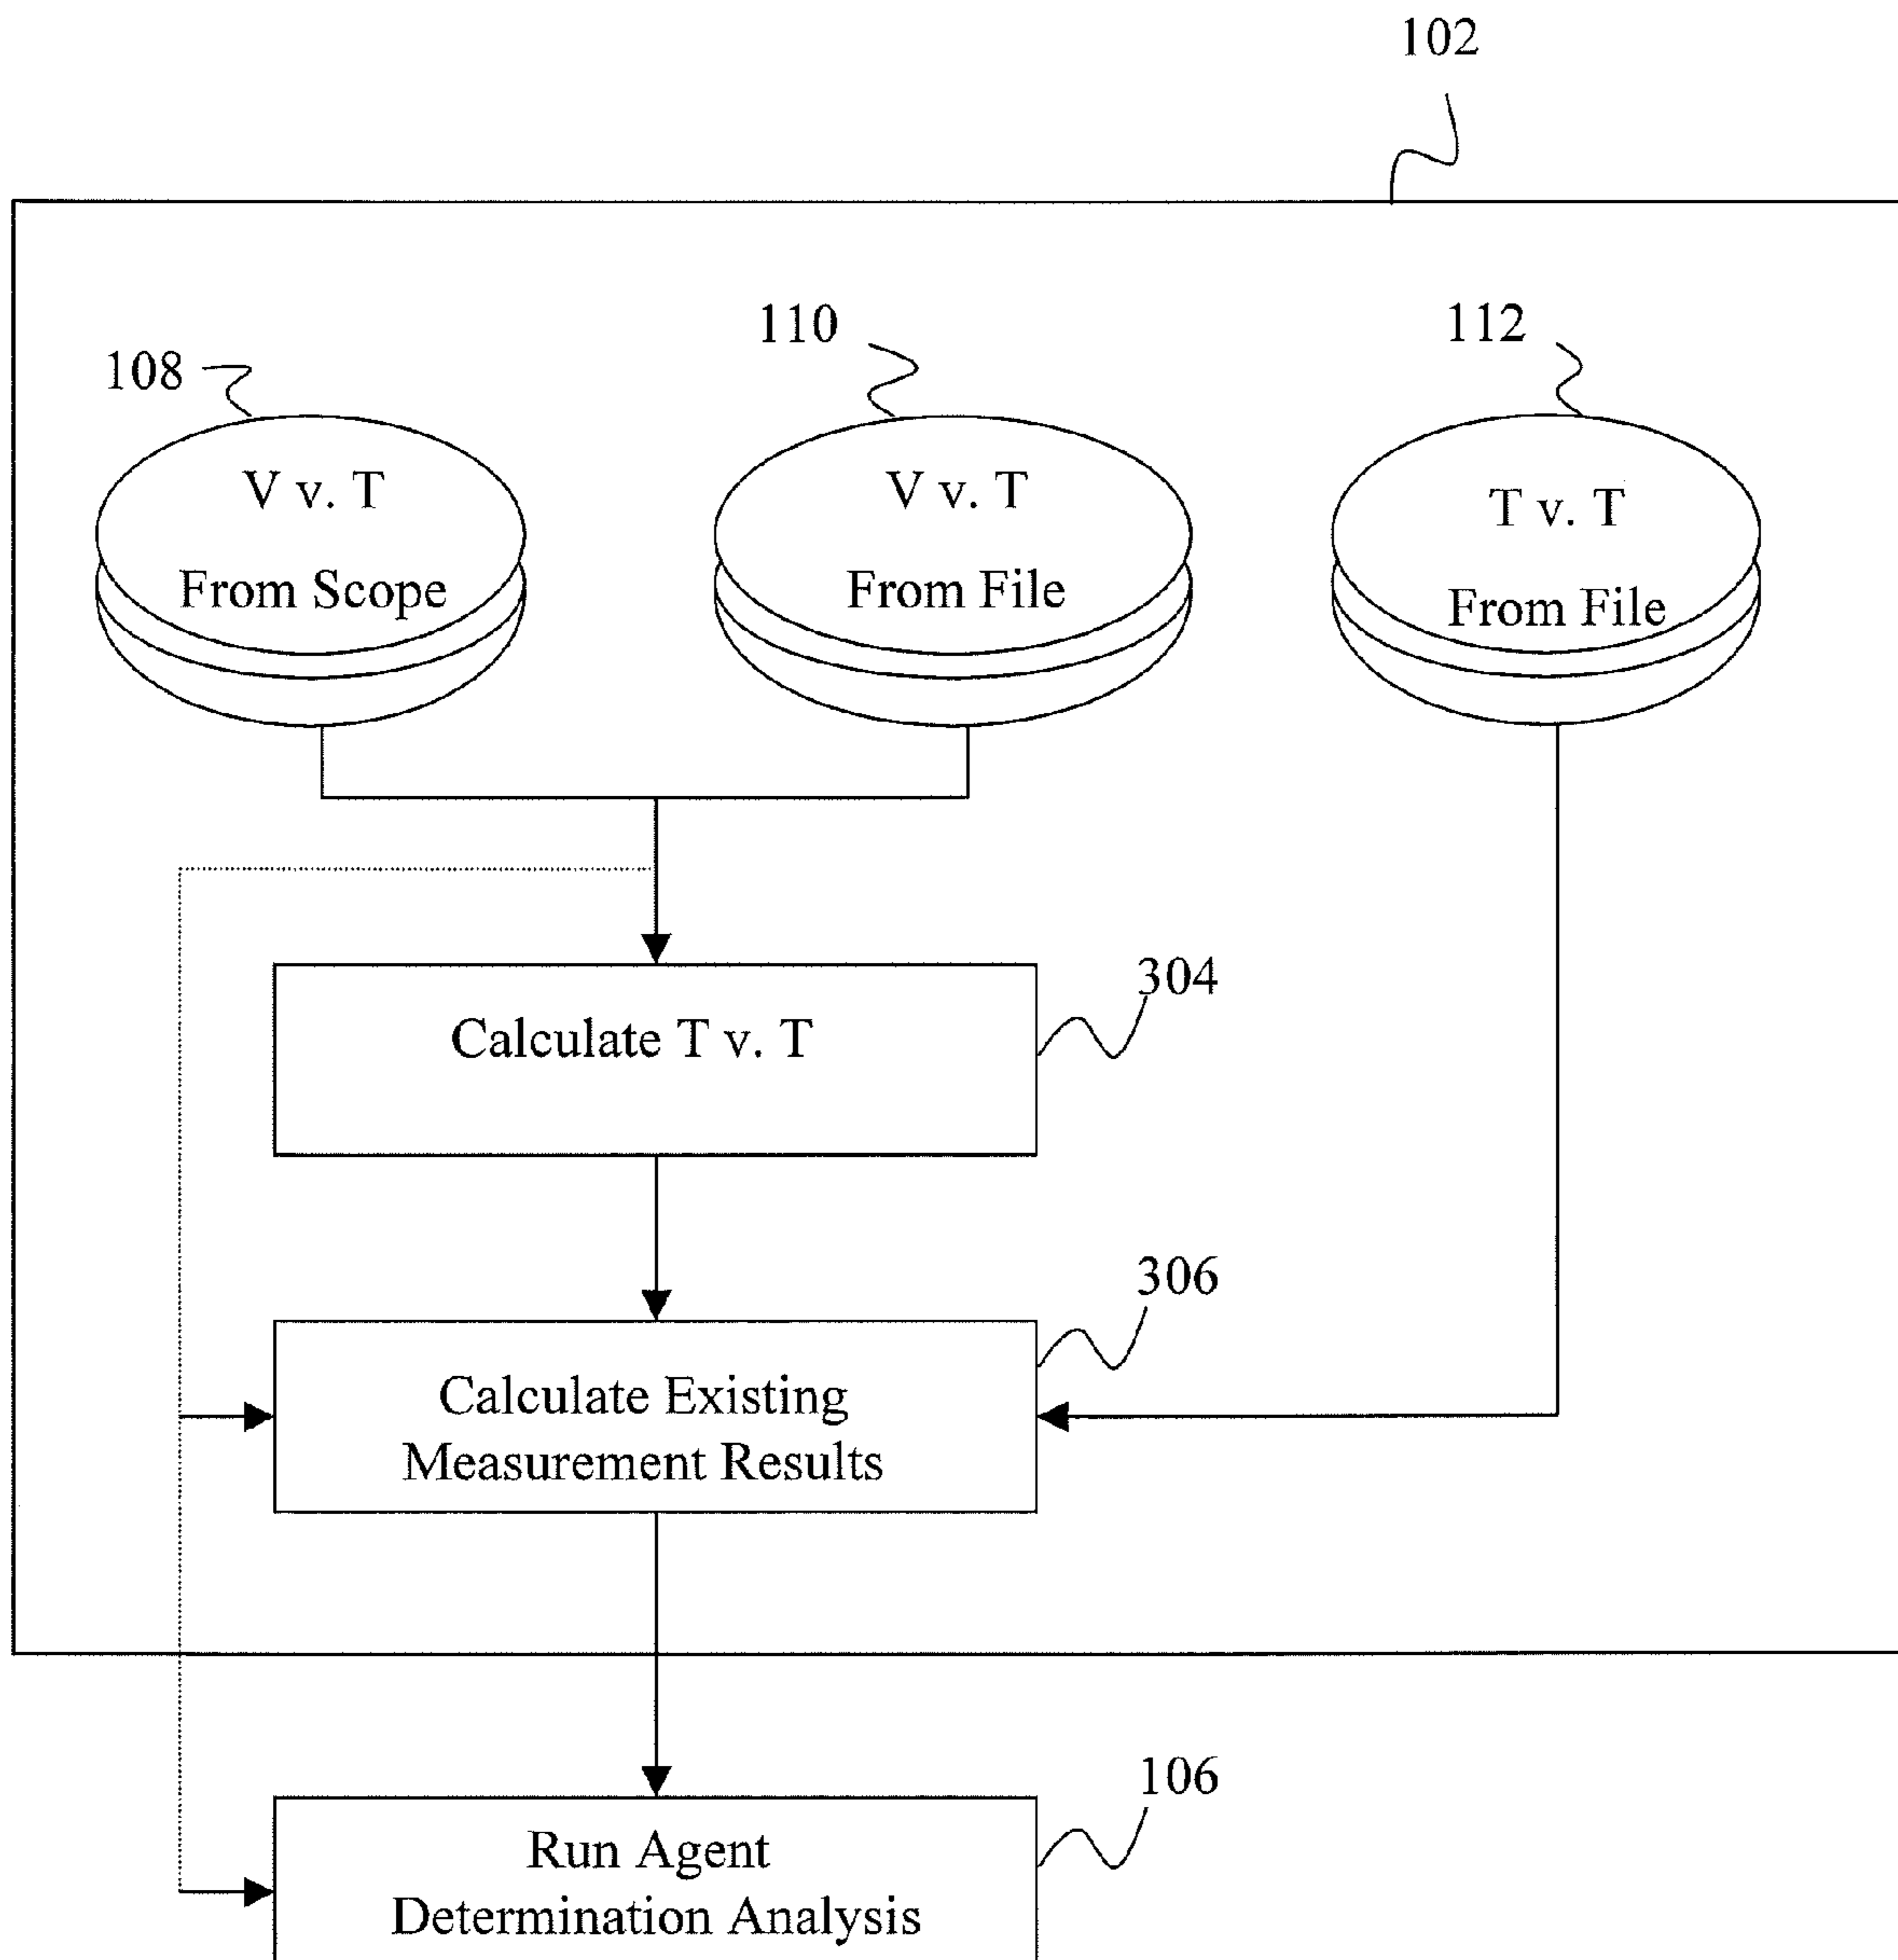 102
108
110
112
V v. T
From Scope
V v. T
From File
T v. T
From File
304
Calculate T v. T
306
Calculate Existing
Measurement Results
106
Run Agent
Determination Analysis